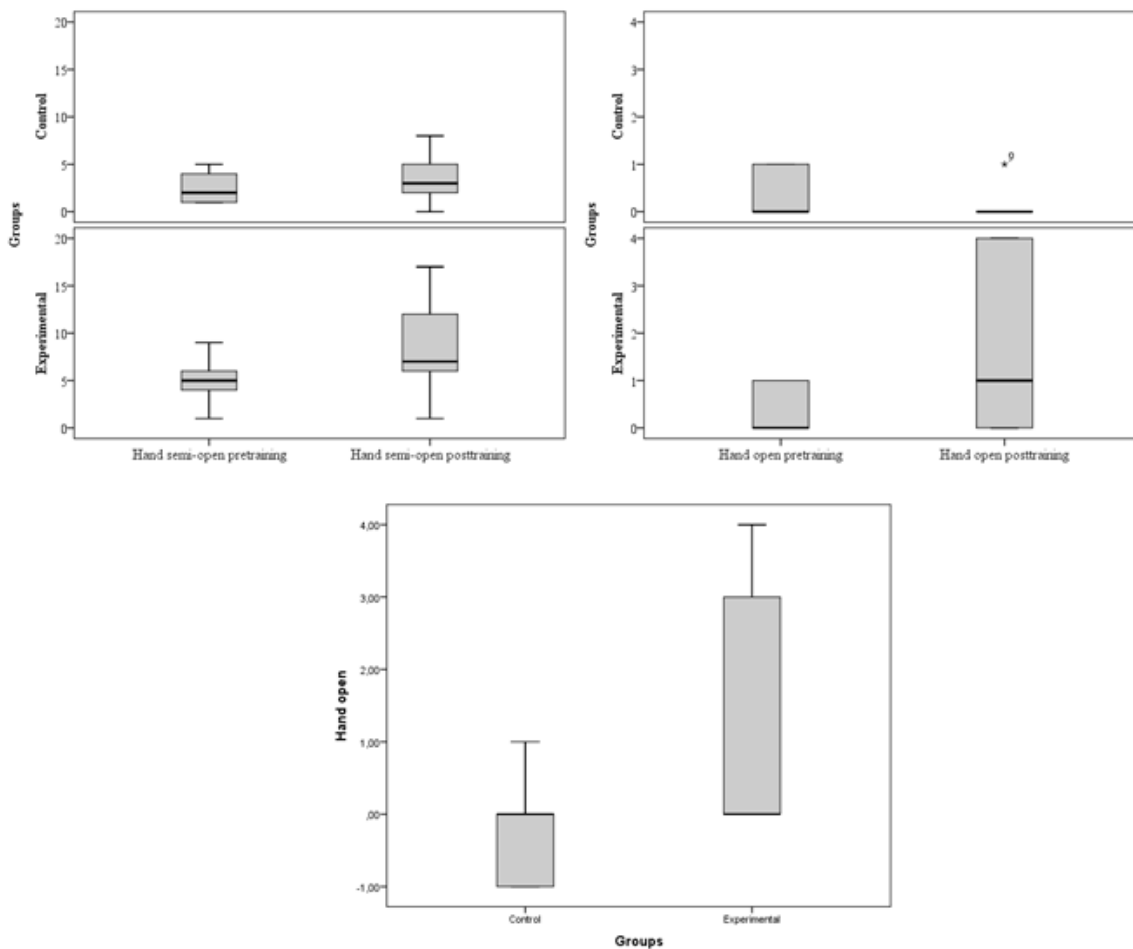 20
15
10
5
0
Control
20
15
10
5
0
Experimental
Groups
Hand semi-open pretraining
Hand semi-open posttraining
4
3
2
1
0
9
Control
4
3
2
1
0
Experimental
Groups
Hand open pretraining
Hand open posttraining
4,00
3,00
2,00
1,00
,00
-1,00
Hand open
Control
Experimental
Groups